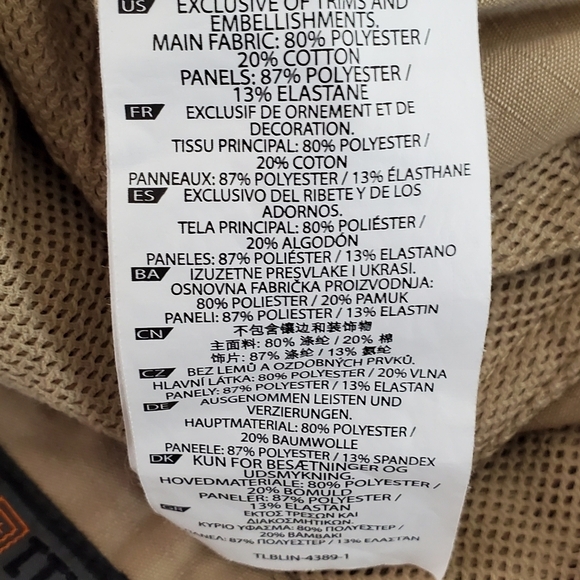 US EXCLUSIVE OF TRIMS AND
EMBELLISHMENTS.
MAIN FABRIC: 80% POLYESTER /
20% COTTON
PANELS: 87% POLYESTER /
13% ELASTANE
FR EXCLUSIF DE ORNEMENT ET DE
DECORATION.
TISSU PRINCIPAL: 80% POLYESTER /
20% COTON
PANNEAUX: 87% POLYESTER / 13% ÉLASTHANE
ES EXCLUSIVO DEL RIBETE Y DE LOS
ADORNOS.
TELA PRINCIPAL: 80% POLIÉSTER /
20% ALGODÓN
PANELES: 87% POLIÉSTER / 13% ELASTANO
BA IZUZETNE PRESVLAKE I UKRASI.
OSNOVNA FABRIČKA PROIZVODNJA:
80% POLIESTER / 20% PAMUK
PANELI: 87% POLIESTER / 13% ELASTIN
CN 不包含镶边和装饰物
主面料: 80% 涤纶 / 20% 棉
饰片: 87% 涤纶 / 13% 氨纶
CZ BEZ LEMŮ A OZDOBNÝCH PRVKŮ.
HLAVNÍ LÁTKA: 80% POLYESTER / 20% VLNA
PANELY: 87% POLYESTER / 13% ELASTAN
DE AUSGENOMMEN LEISTEN UND
VERZIERUNGEN.
HAUPTMATERIAL: 80% POLYESTER /
20% BAUMWOLLE
PANEELE: 87% POLYESTER / 13% SPANDEX
DK KUN FOR BESÆTNINGER OG
UDSMYKNING.
HOVEDMATERIALE: 80% POLYESTER /
20% BOMULD
PANELER: 87% POLYESTER /
13% ELASTAN
GR ΕΚΤΟΣ ΤΡΕΣΩΝ ΚΑΙ
ΔΙΑΚΟΣΜΗΤΙΚΩΝ.
ΚΥΡΙΟ ΥΦΑΣΜΑ: 80% ΠΟΛΥΕΣΤΕΡ /
20% ΒΑΜΒΑΚΙ
ΠΑΝΕΛ: 87% ΠΟΛΥΕΣΤΕΡ / 13% ΕΛΑΣΤΑΝ
TLBLIN-4389-1